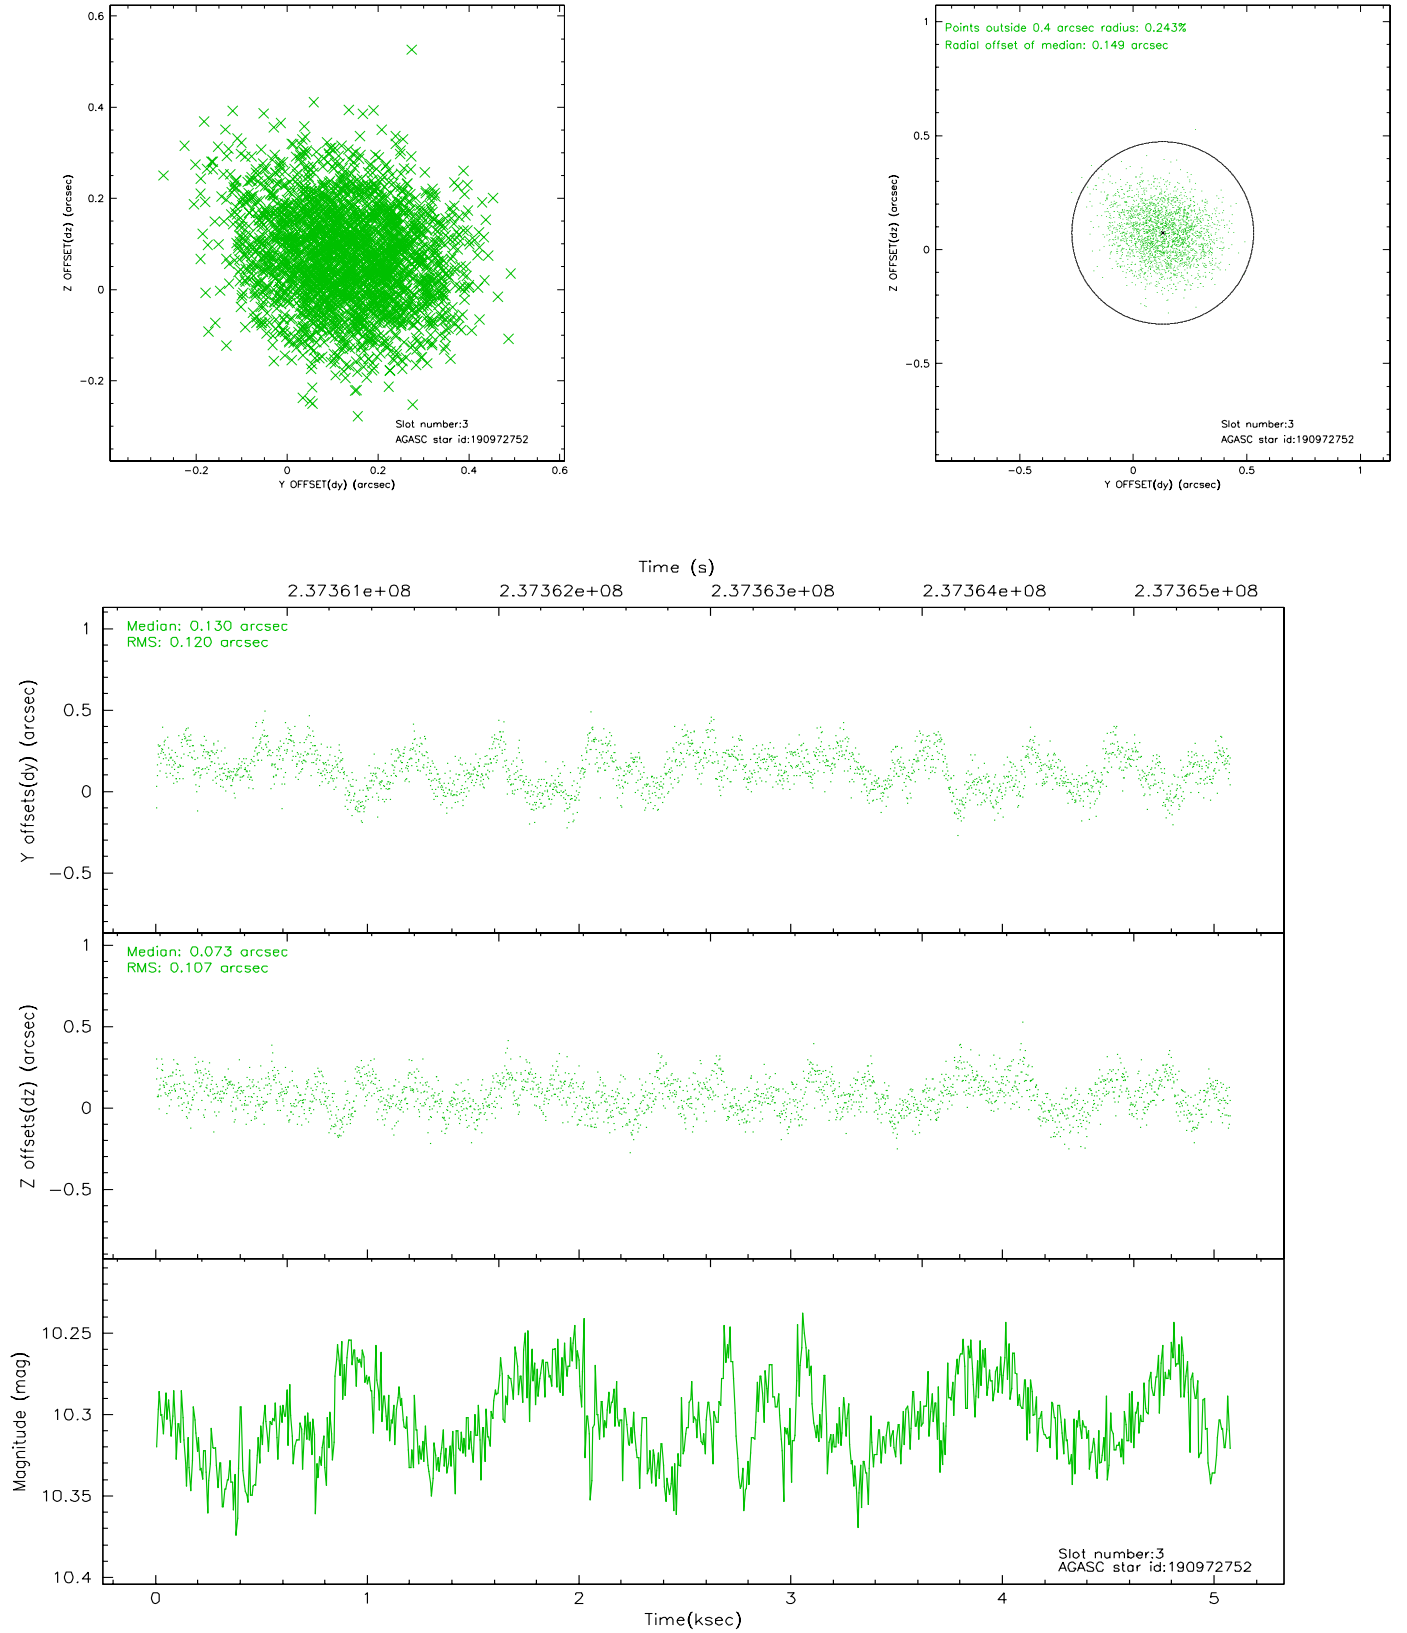 0.6
0.4
0.2
0
−0.2
Z OFFSET(dz) (arcsec)
−0.2 0 0.2 0.4 0.6
Y OFFSET(dy) (arcsec)
Slot number:3
AGASC star id:190972752
Points outside 0.4 arcsec radius: 0.243%
Radial offset of median: 0.149 arcsec
1
0.5
0
−0.5
Z OFFSET(dz) (arcsec)
−0.5 0 0.5 1
Y OFFSET(dy) (arcsec)
Slot number:3
AGASC star id:190972752
Time (s)
2.37361e+08 2.37362e+08 2.37363e+08 2.37364e+08 2.37365e+08
Median: 0.130 arcsec
RMS: 0.120 arcsec
1
0.5
0
−0.5
Y offsets(dy) (arcsec)
Median: 0.073 arcsec
RMS: 0.107 arcsec
1
0.5
0
−0.5
Z offsets(dz) (arcsec)
10.25
10.3
10.35
10.4
Magnitude (mag)
Slot number:3
AGASC star id:190972752
0 1 2 3 4 5
Time(ksec)